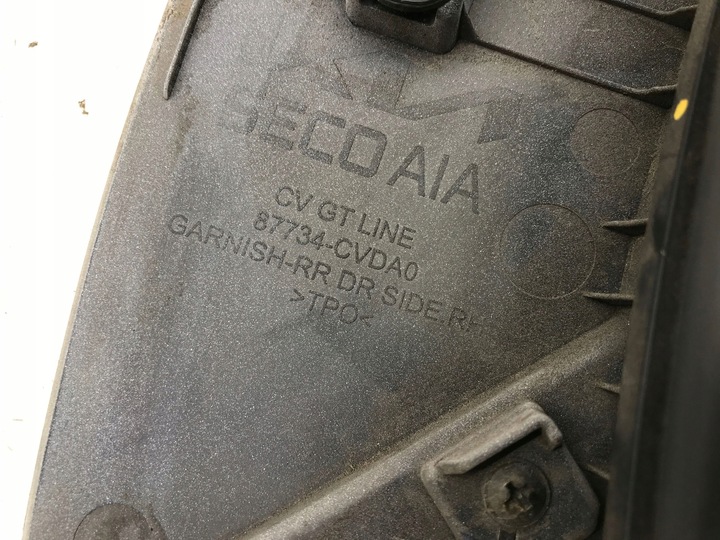 SECO AIA
CV GT LINE
87734-CVDA0
GARNISH-RR DR SIDE.RH
>TPO<